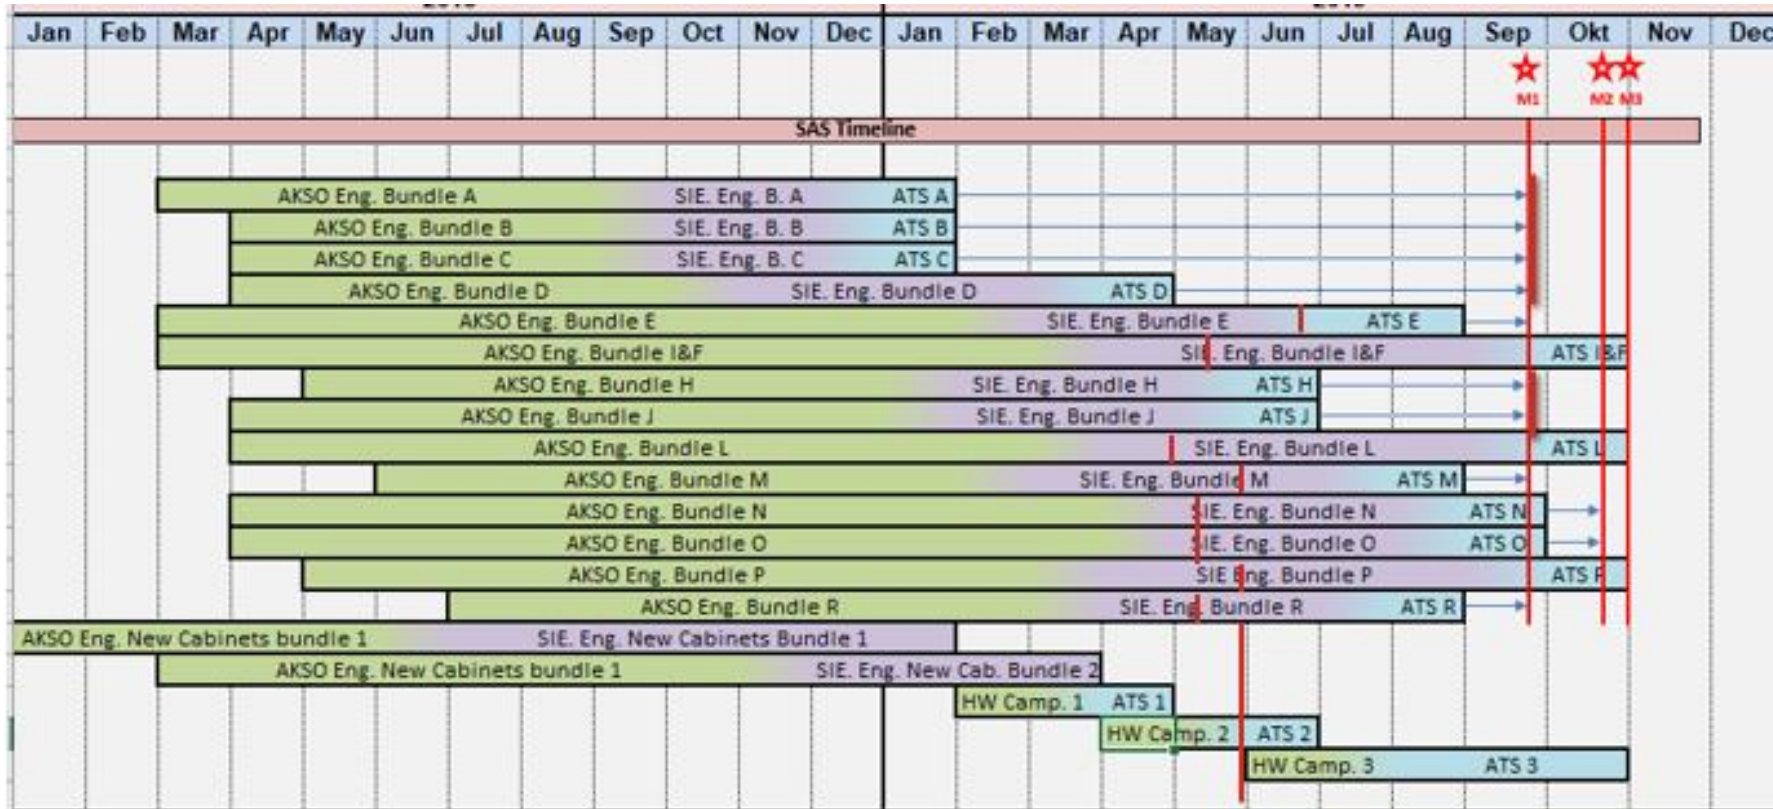 Jan Feb Mar Apr May Jun Jul Aug Sep Oct Nov Dec Jan Feb Mar Apr May Jun Jul Aug Sep Okt Nov Dec
M1 M2 M3
SAS Timeline
AKSO Eng. Bundle A SIE. Eng. B. A ATS A
AKSO Eng. Bundle B SIE. Eng. B. B ATS B
AKSO Eng. Bundle C SIE. Eng. B. C ATS C
AKSO Eng. Bundle D SIE. Eng. Bundle D ATS D
AKSO Eng. Bundle E SIE. Eng. Bundle E ATS E
AKSO Eng. Bundle I&F SIE. Eng. Bundle I&F ATS I&F
AKSO Eng. Bundle H SIE. Eng. Bundle H ATS H
AKSO Eng. Bundle J SIE. Eng. Bundle J ATS J
AKSO Eng. Bundle L SIE. Eng. Bundle L ATS L
AKSO Eng. Bundle M SIE. Eng. Bundle M ATS M
AKSO Eng. Bundle N SIE. Eng. Bundle N ATS N
AKSO Eng. Bundle O SIE. Eng. Bundle O ATS O
AKSO Eng. Bundle P SIE Eng. Bundle P ATS P
AKSO Eng. Bundle R SIE. Eng. Bundle R ATS R
AKSO Eng. New Cabinets bundle 1 SIE. Eng. New Cabinets Bundle 1
AKSO Eng. New Cabinets bundle 1 SIE. Eng. New Cab. Bundle 2
HW Camp. 1 ATS 1
HW Camp. 2 ATS 2
HW Camp. 3 ATS 3